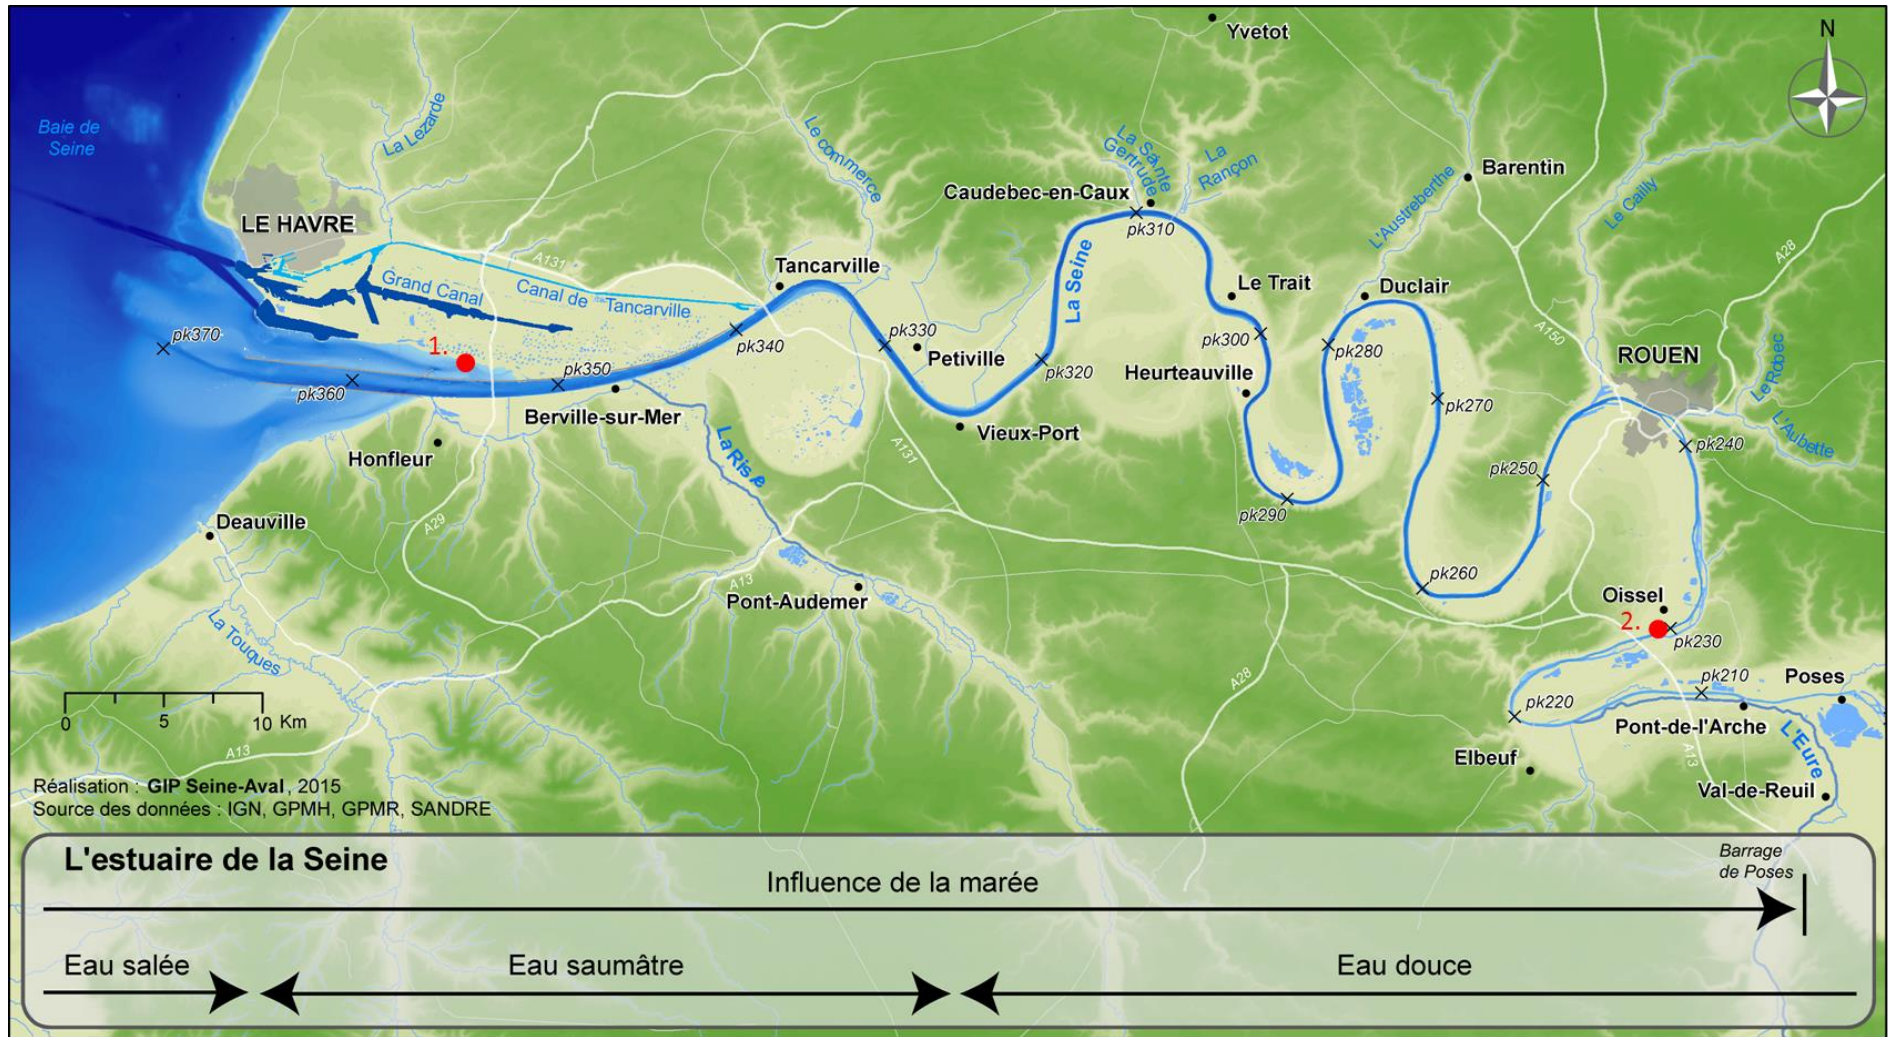 Yvetot
N
Baie de
Seine
La Lezarde
Le commerce
La Sainte
Gertrude
La
Rançon
Caudebec-en-Caux
pk310
L'Austreberthe
Barentin
Le Cailly
A28
LE HAVRE
A131
Tancarville
Grand Canal
Canal de
Tancarville
La Seine
Le Trait
Duclair
pk370
1.
pk340
pk330
Petiville
pk300
pk280
A150
ROUEN
Le Robec
pk360
pk350
Berville-sur-Mer
pk320
Heurteauville
pk270
L'Aubette
Honfleur
La Risle
Vieux-Port
A131
pk290
pk250
pk240
Deauville
A29
A13
Pont-Audemer
pk260
Oissel
2.
pk230
La Touques
A28
pk210
Poses
pk220
Pont-de-l'Arche
0 5 10 Km
A13
Elbeuf
A13
L'Eure
Val-de-Reuil
Réalisation : GIP Seine-Aval, 2015
Source des données : IGN, GPMH, GPMR, SANDRE
L'estuaire de la Seine
Influence de la marée
Barrage
de Poses
Eau salée
Eau saumâtre
Eau douce